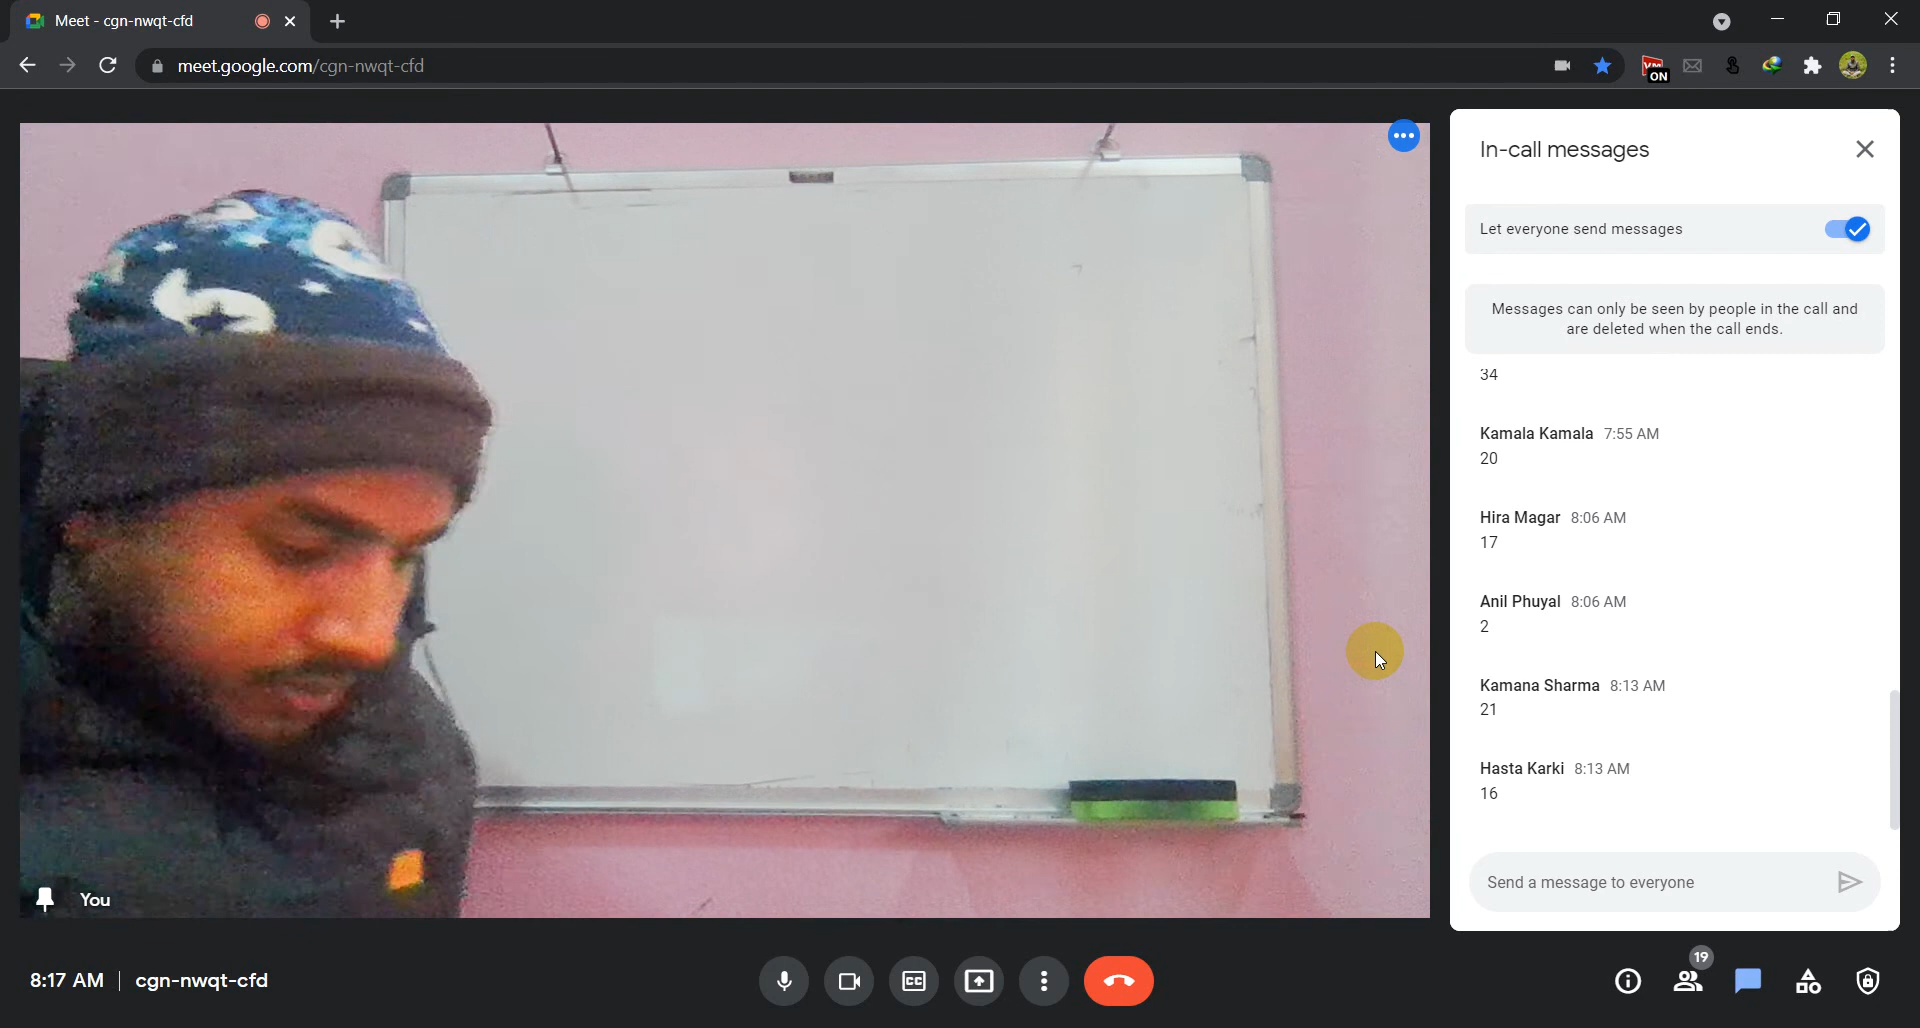 Meet - cgn-nwqt-cfd
meet.google.com/cgn-nwqt-cfd
ON
In-call messages
Let everyone send messages
Messages can only be seen by people in the call and
are deleted when the call ends.
34
Kamala Kamala 7:55 AM
20
Hira Magar 8:06 AM
17
Anil Phuyal 8:06 AM
2
Kamana Sharma 8:13 AM
21
Hasta Karki 8:13 AM
16
Send a message to everyone
You
8:17 AM | cgn-nwqt-cfd
CC
19